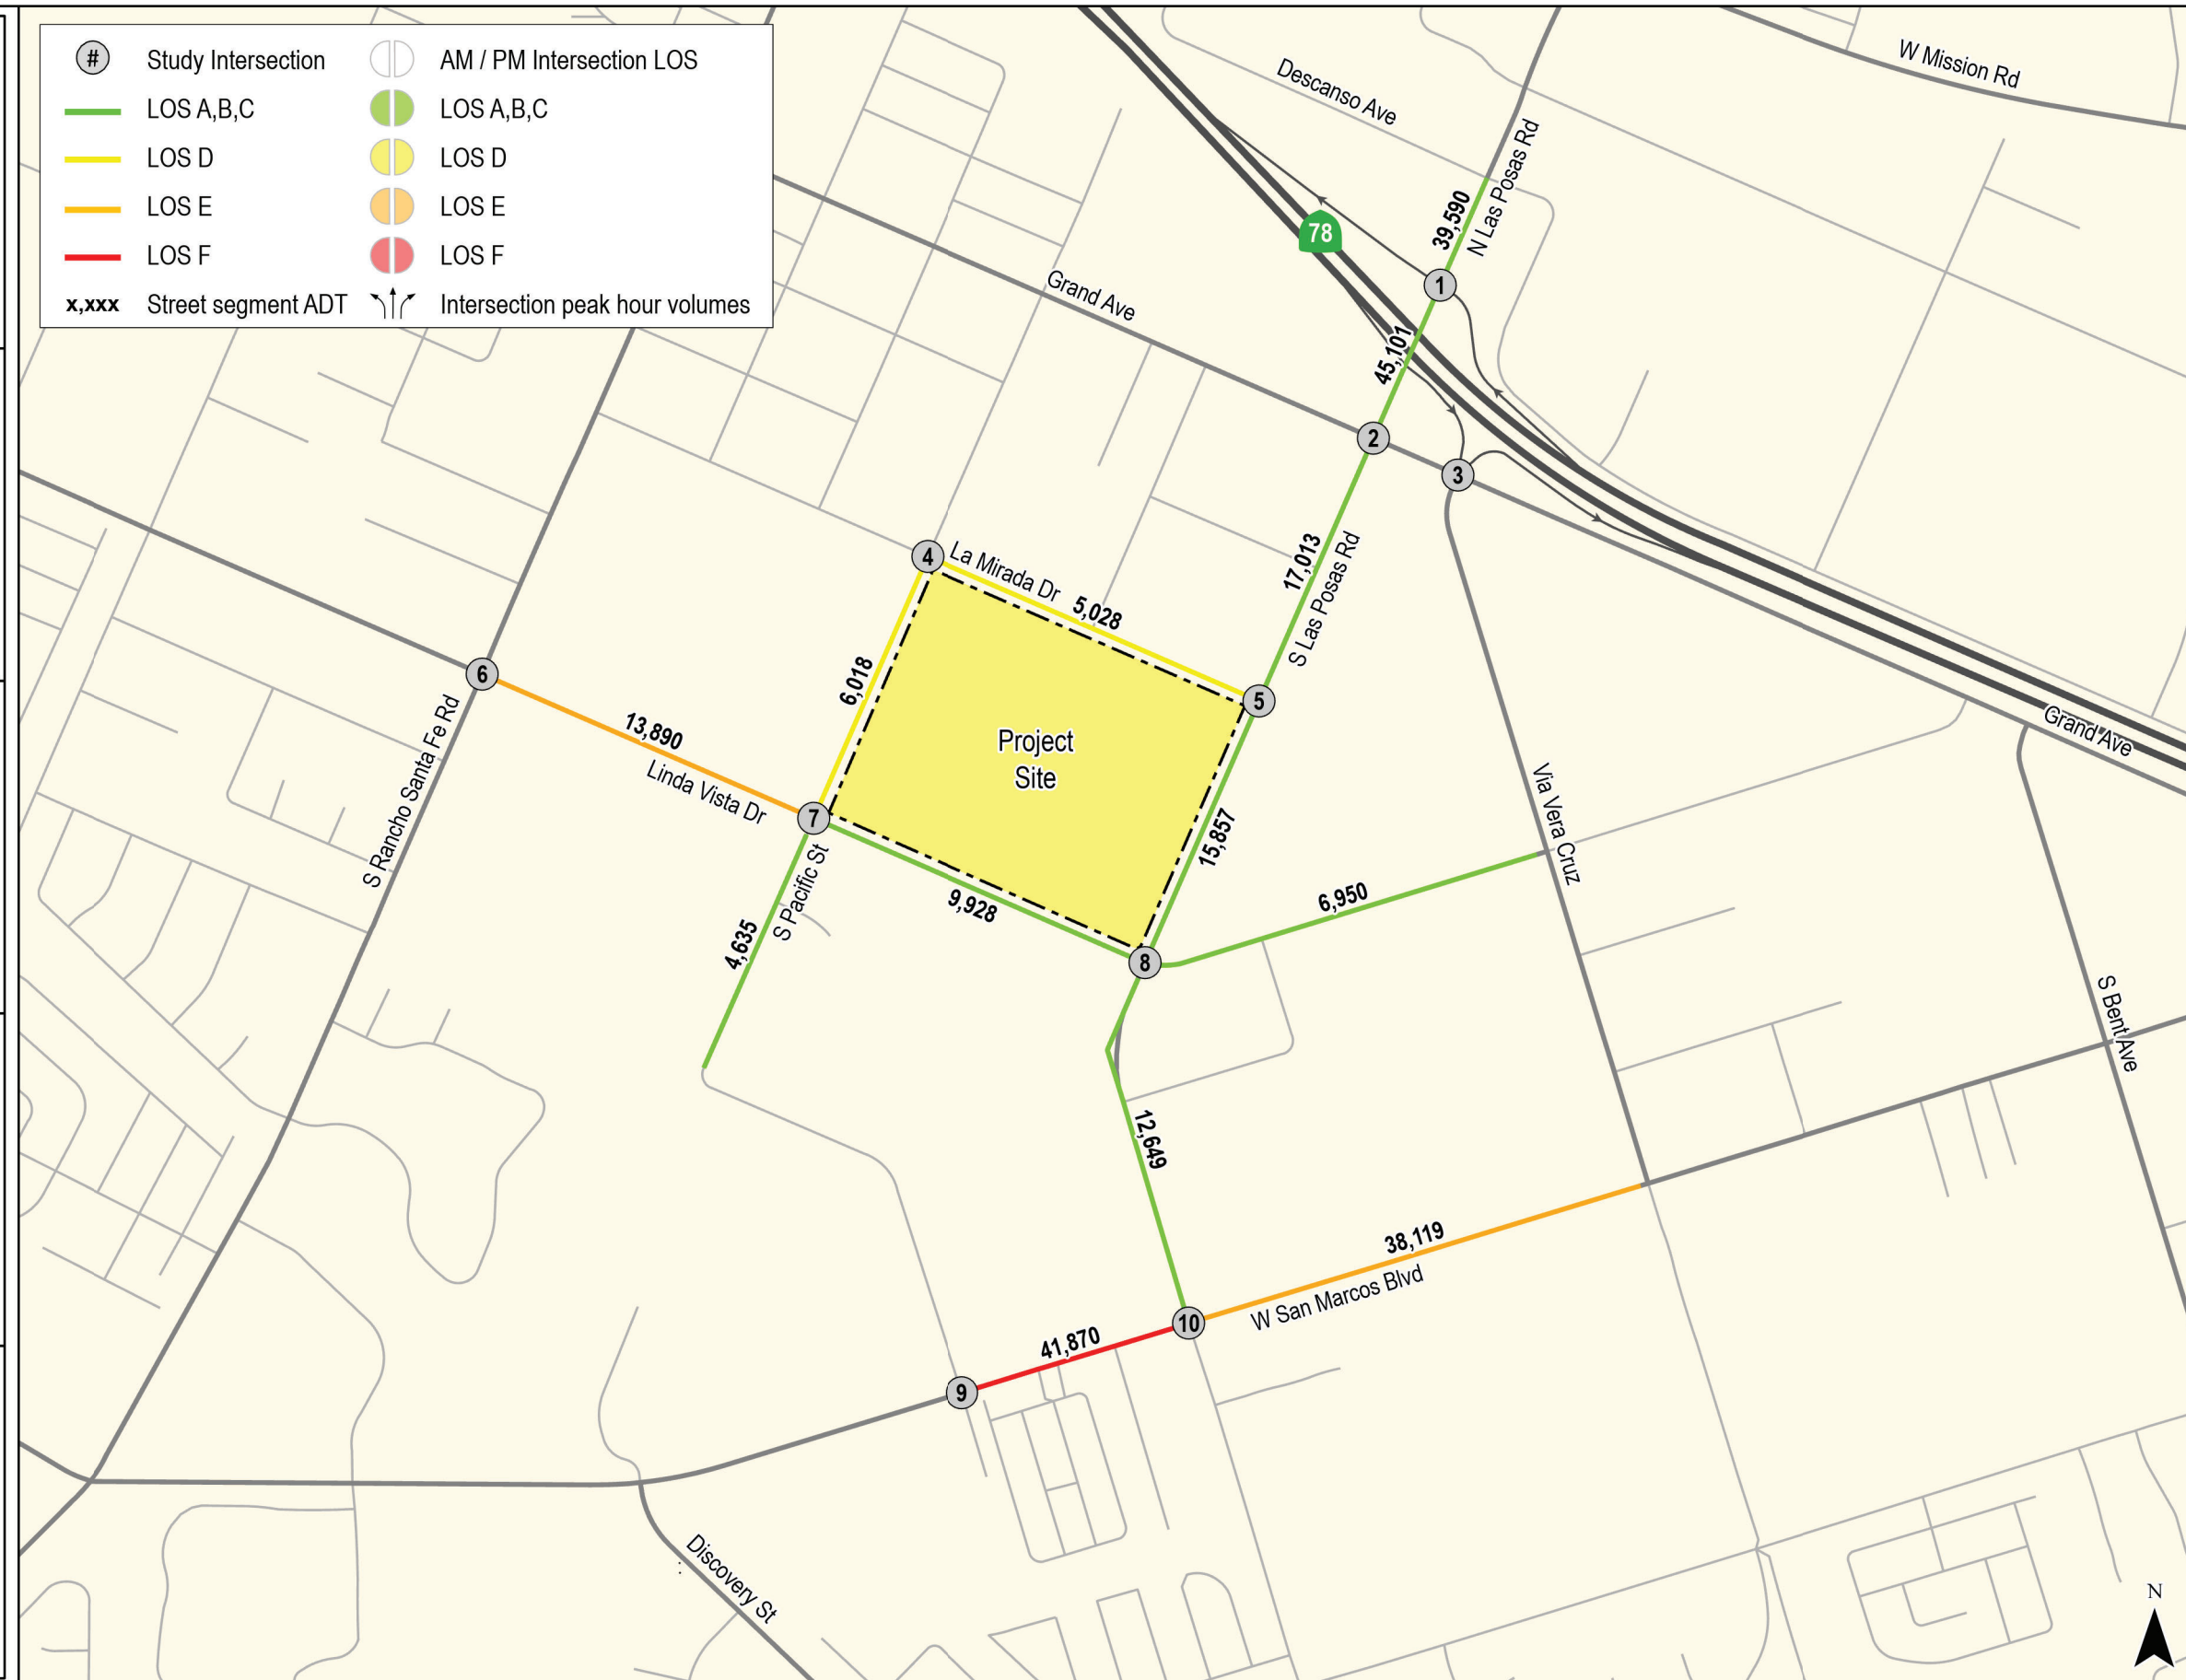 # Study Intersection
AM / PM Intersection LOS
LOS A,B,C
LOS A,B,C
LOS D
LOS D
LOS E
LOS E
LOS F
LOS F
x,xxx Street segment ADT
Intersection peak hour volumes
W Mission Rd
Descanso Ave
N Las Posas Rd
39,590
78
1
Grand Ave
45,101
2
3
17,013
S Las Posas Rd
4
La Mirada Dr
5,028
6,018
5
6
Project
Site
13,890
Linda Vista Dr
S Rancho Santa Fe Rd
7
Grand Ave
Via Vera Cruz
15,857
S Pacific St
9,928
6,950
4,635
8
S Bent Ave
12,649
38,119
W San Marcos Blvd
10
41,870
9
Discovery St
N